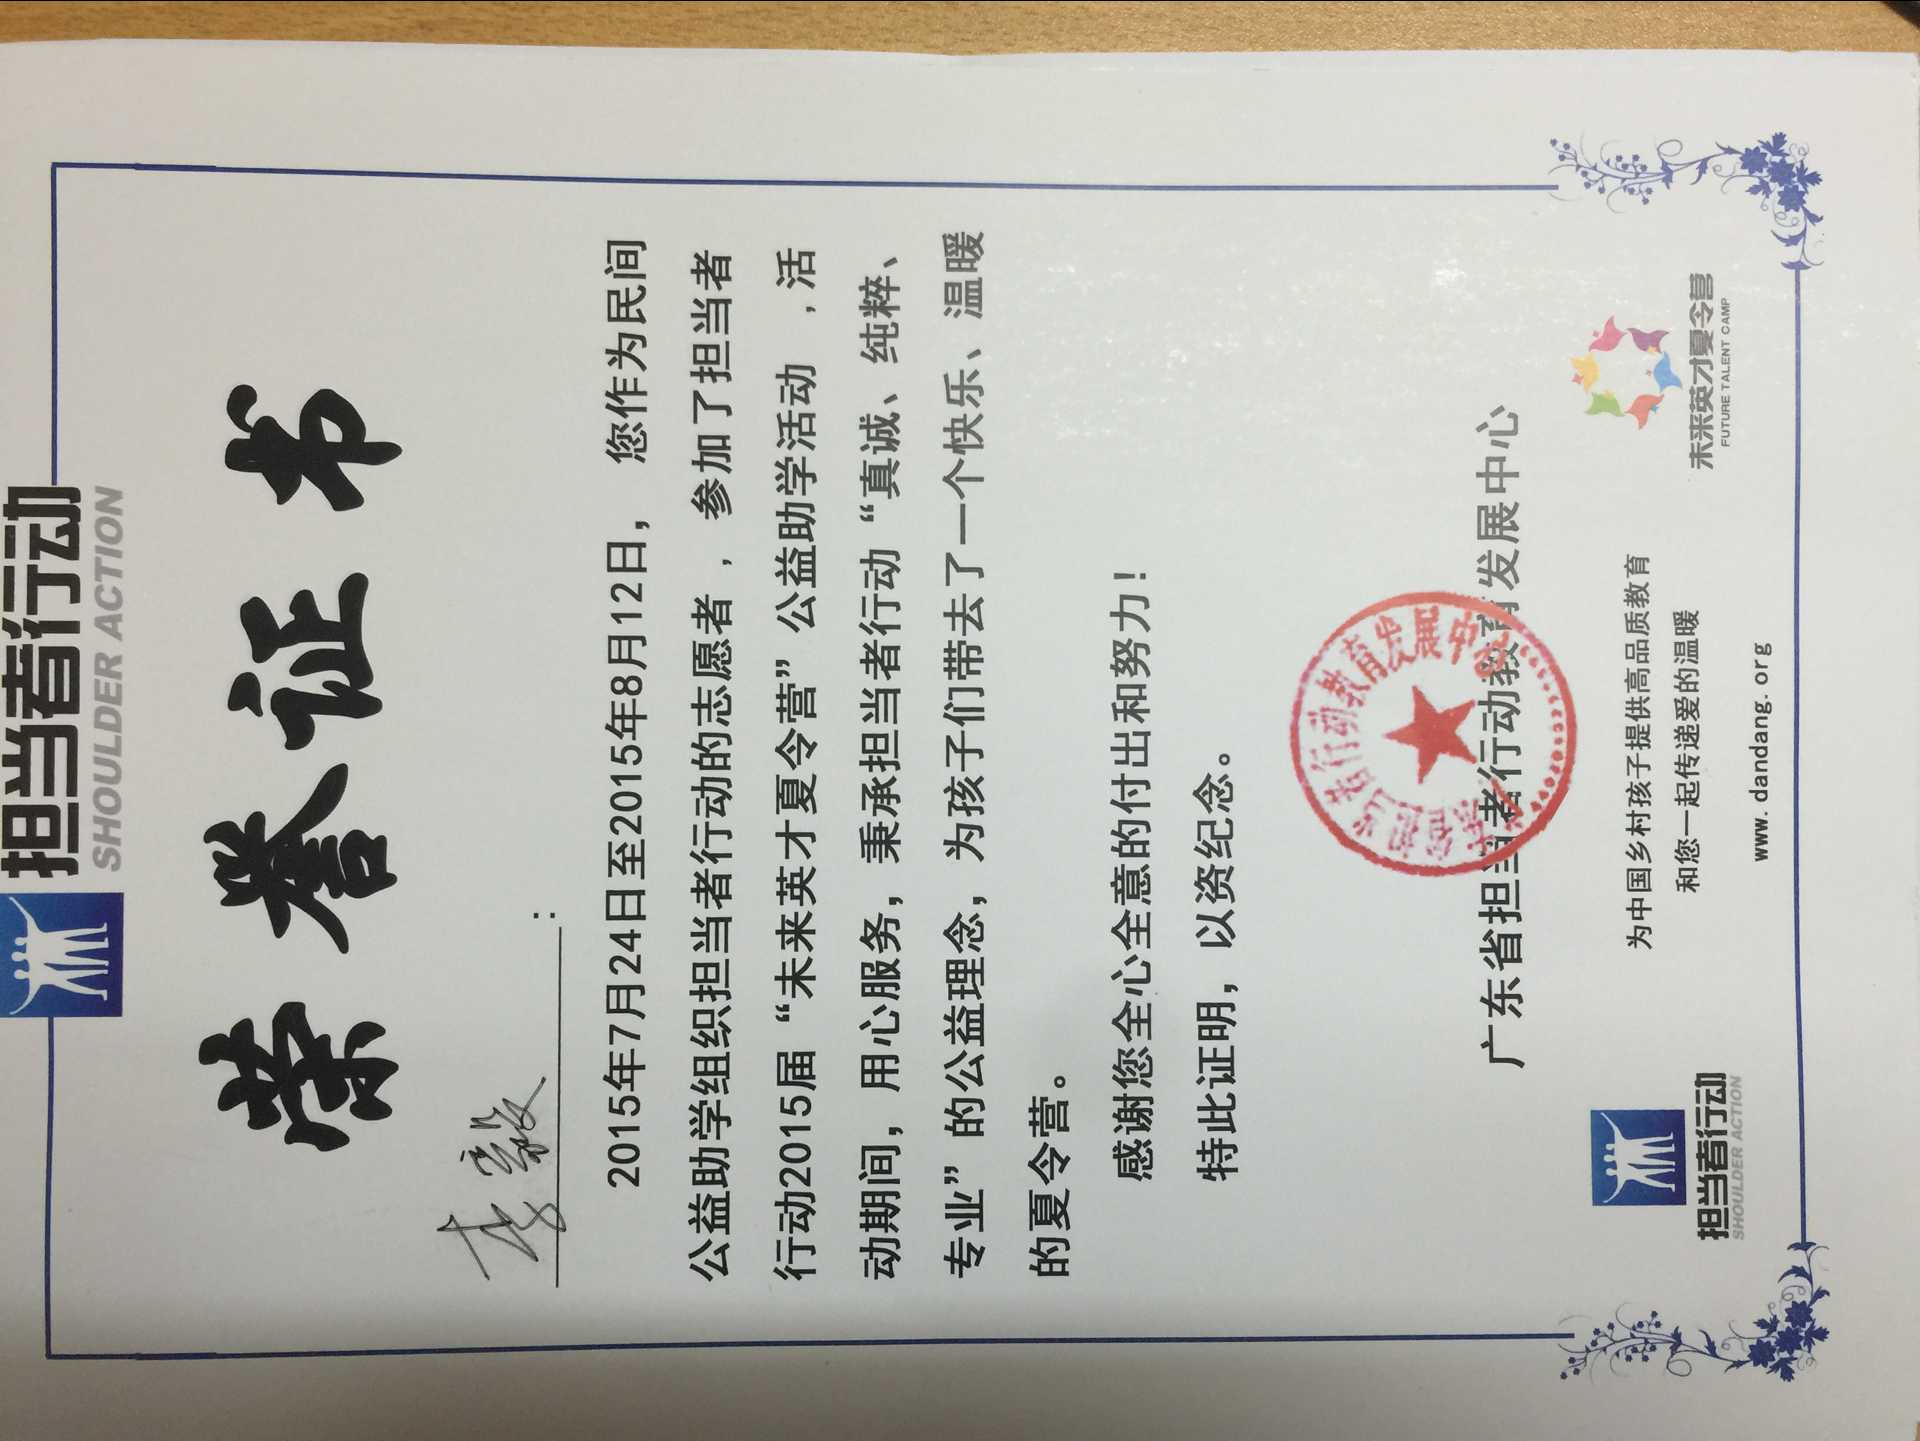 担当者行动
SHOULDER ACTION
荣誉证书
李毅:
2015年7月24日至2015年8月12日，您作为民间
公益助学组织担当者行动的志愿者，参加了担当者
行动2015届“未来英才夏令营”公益助学活动，活
动期间，用心服务，秉承担当者行动“真诚、纯粹、
专业”的公益理念，为孩子们带去了一个快乐、温暖
的夏令营。
感谢您全心全意的付出和努力！
特此证明，以资纪念。
广东省担当者行动教育发展中心
担当者行动
SHOULDER ACTION
为中国乡村孩子提供高品质教育
和您一起传递爱的温暖
www.dandang.org
未来英才夏令营
FUTURE TALENT CAMP